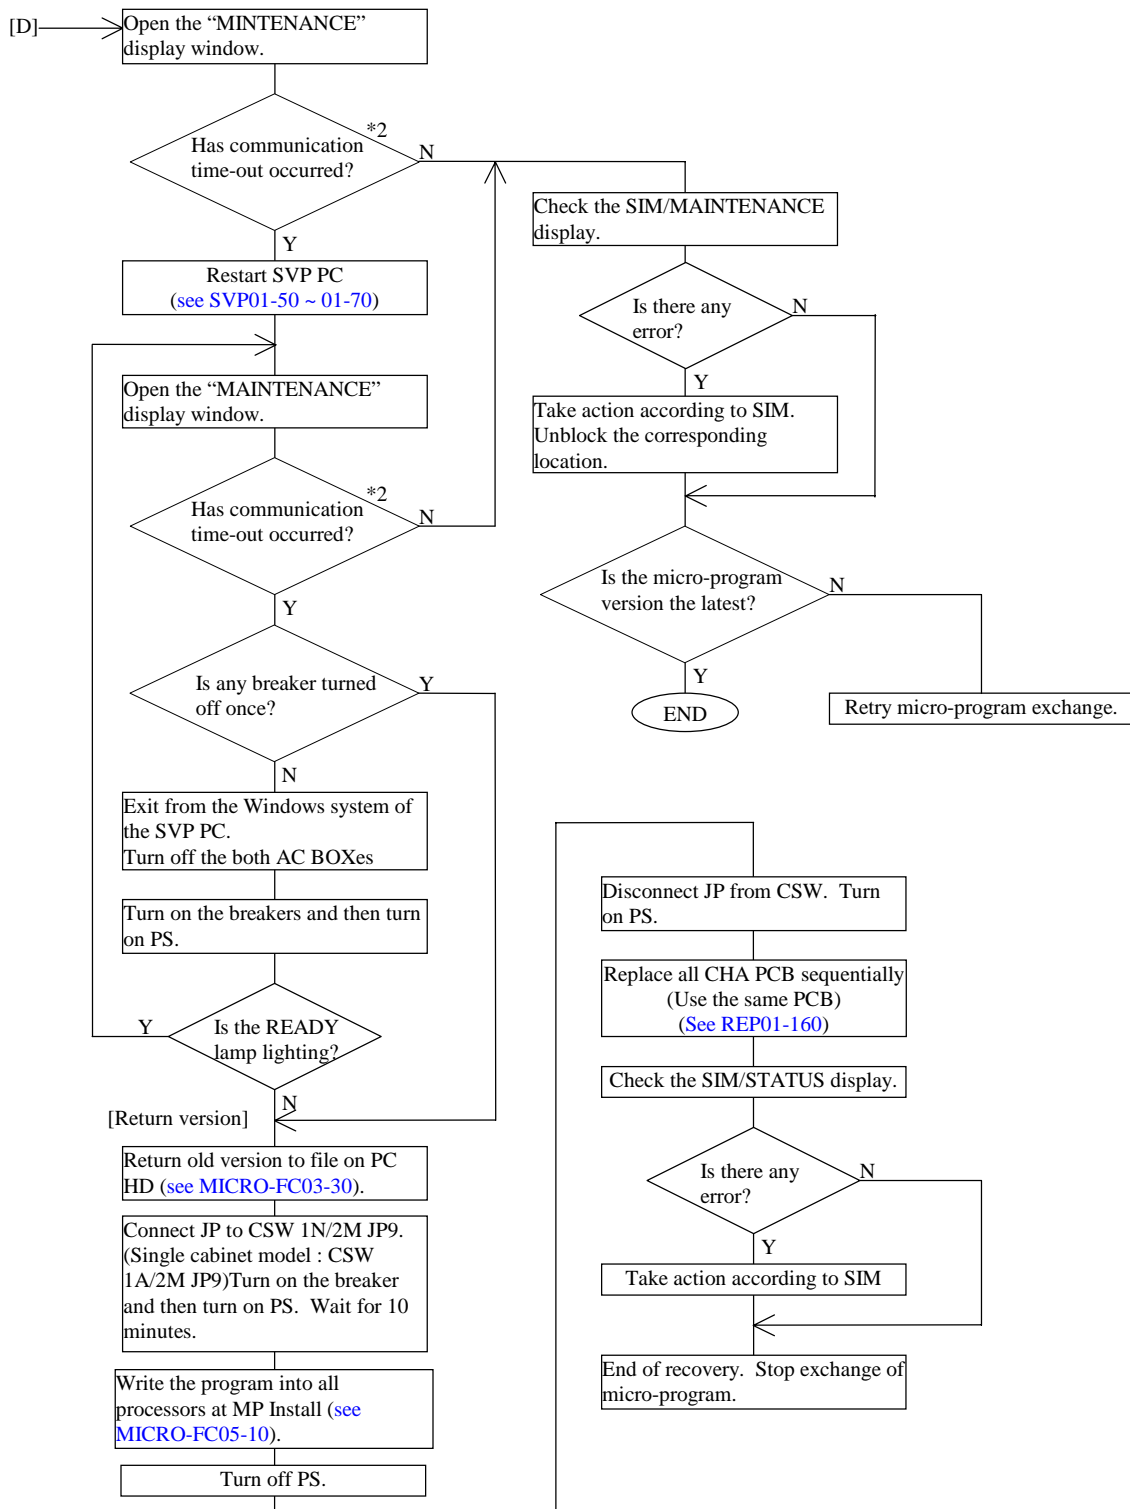 [D]
Open the “MINTENANCE”
display window.
*2
Has communication
time-out occurred?
N
Y
Restart SVP PC
(see SVP01-50 ~ 01-70)
Open the “MAINTENANCE”
display window.
*2
Has communication
time-out occurred?
N
Y
Is any breaker turned
off once?
Y
N
Exit from the Windows system of
the SVP PC.
Turn off the both AC BOXes
Turn on the breakers and then turn
on PS.
Y
Is the READY
lamp lighting?
N
[Return version]
Return old version to file on PC
HD (see MICRO-FC03-30).
Connect JP to CSW 1N/2M JP9.
(Single cabinet model : CSW
1A/2M JP9)Turn on the breaker
and then turn on PS.  Wait for 10
minutes.
Write the program into all
processors at MP Install (see
MICRO-FC05-10).
Turn off PS.
Check the SIM/MAINTENANCE
display.
Is there any
error?
N
Y
Take action according to SIM.
Unblock the corresponding
location.
Is the micro-program
version the latest?
N
Y
END
Retry micro-program exchange.
Disconnect JP from CSW.  Turn
on PS.
Replace all CHA PCB sequentially
(Use the same PCB)
(See REP01-160)
Check the SIM/STATUS display.
Is there any
error?
N
Y
Take action according to SIM
End of recovery.  Stop exchange of
micro-program.